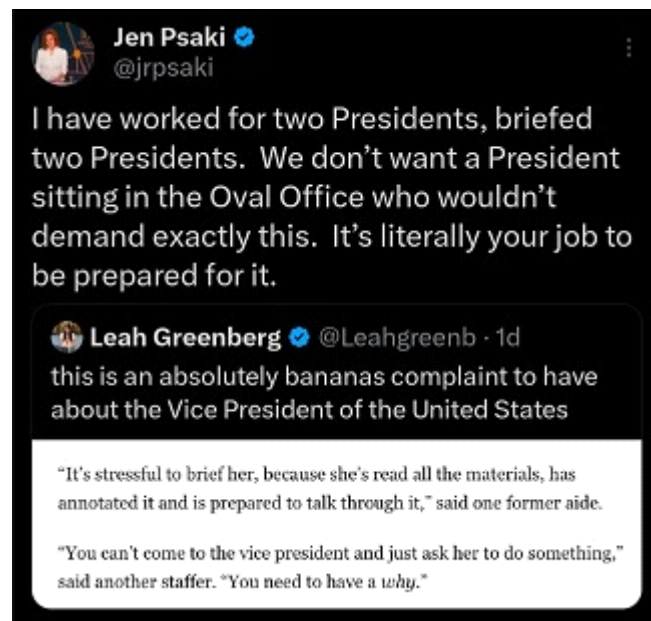 Jen Psaki
@jrpsaki
I have worked for two Presidents, briefed
two Presidents.  We don’t want a President
sitting in the Oval Office who wouldn’t
demand exactly this.  It’s literally your job to
be prepared for it.
Leah Greenberg @Leahgreenb · 1d
this is an absolutely bananas complaint to have
about the Vice President of the United States
“It’s stressful to brief her, because she’s read all the materials, has
annotated it and is prepared to talk through it,” said one former aide.
“You can’t come to the vice president and just ask her to do something,”
said another staffer. “You need to have a why.”